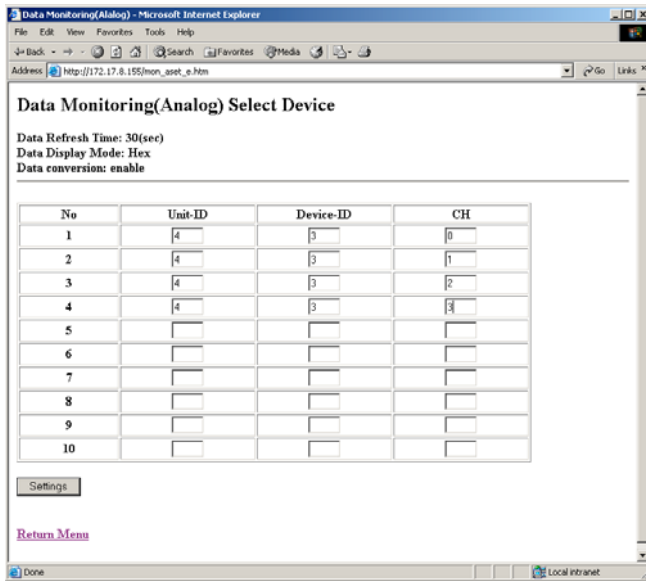 Data Monitoring(Alalog) - Microsoft Internet Explorer
File Edit View Favorites Tools Help
Back Search Favorites Media
Address http://172.17.8.155/mon_aset_e.htm Go Links
Data Monitoring(Analog) Select Device
Data Refresh Time: 30(sec)
Data Display Mode: Hex
Data conversion: enable
No Unit-ID Device-ID CH
1 4 3 0
2 4 3 1
3 4 3 2
4 4 3 3
5
6
7
8
9
10
Settings
Return Menu
Done Local intranet